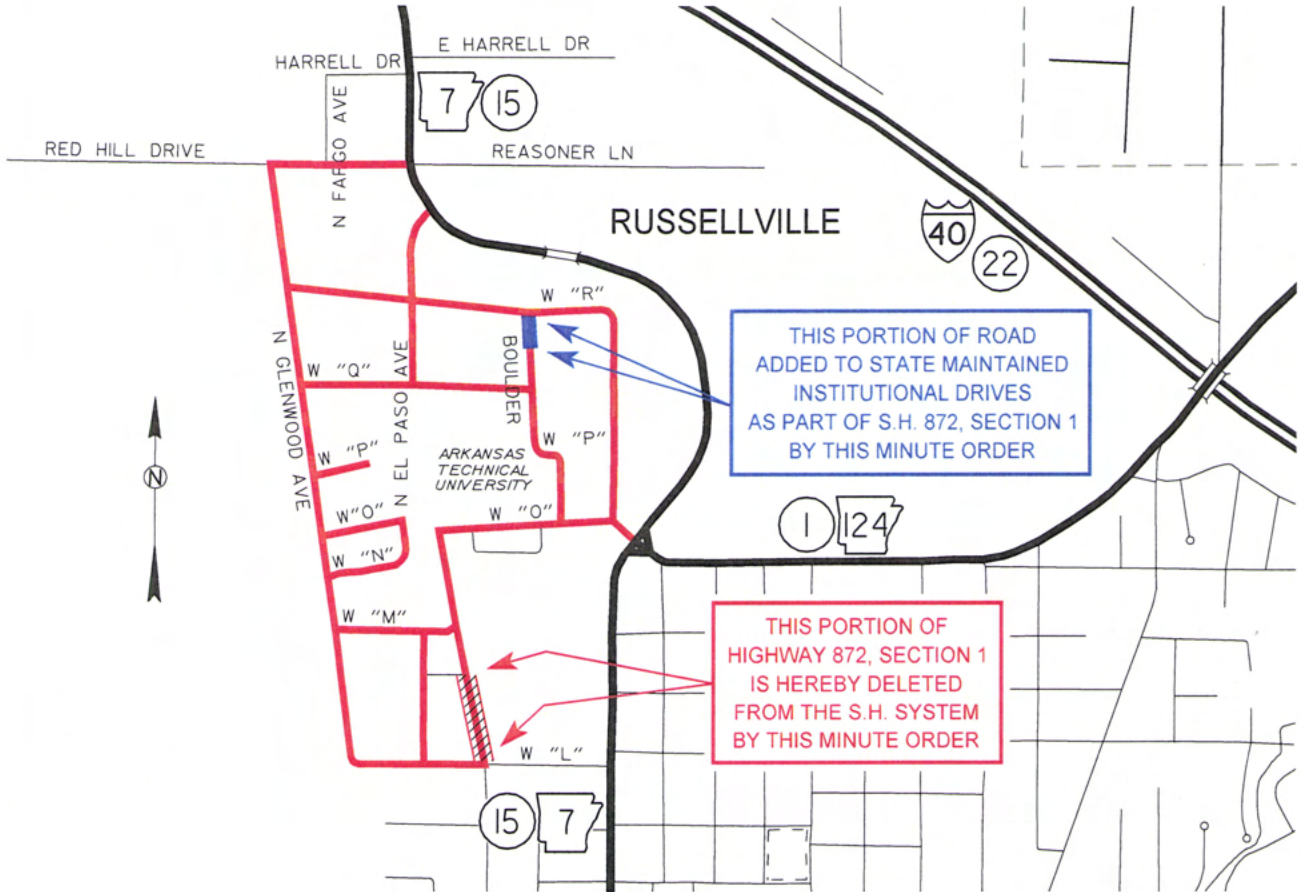 E HARRELL DR
HARRELL DR
7
15
N FARGO AVE
RED HILL DRIVE
REASONER LN
RUSSELLVILLE
40
22
W "R"
THIS PORTION OF ROAD
ADDED TO STATE MAINTAINED
INSTITUTIONAL DRIVES
AS PART OF S.H. 872, SECTION 1
BY THIS MINUTE ORDER
BOULDER
N GLENWOOD AVE
W "Q"
N EL PASO AVE
W "P"
W "P"
ARKANSAS
TECHNICAL
UNIVERSITY
N
W "O"
W "O"
1
124
W "N"
W "M"
THIS PORTION OF
HIGHWAY 872, SECTION 1
IS HEREBY DELETED
FROM THE S.H. SYSTEM
BY THIS MINUTE ORDER
W "L"
15
7